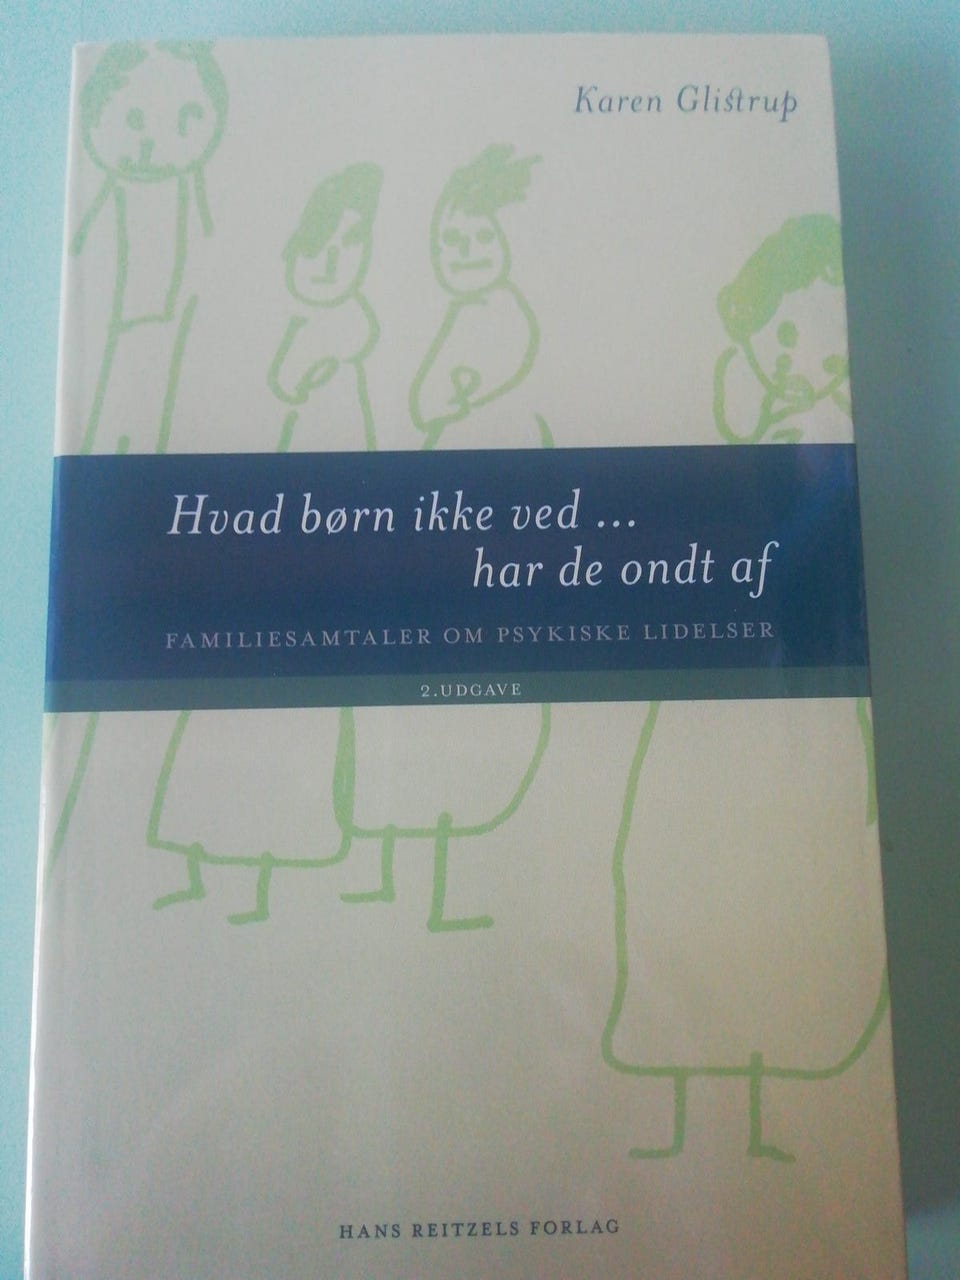 Karen Glistrup
Hvad børn ikke ved ...
har de ondt af
FAMILIESAMTALER OM PSYKISKE LIDELSER
2.UDGAVE
HANS REITZELS FORLAG